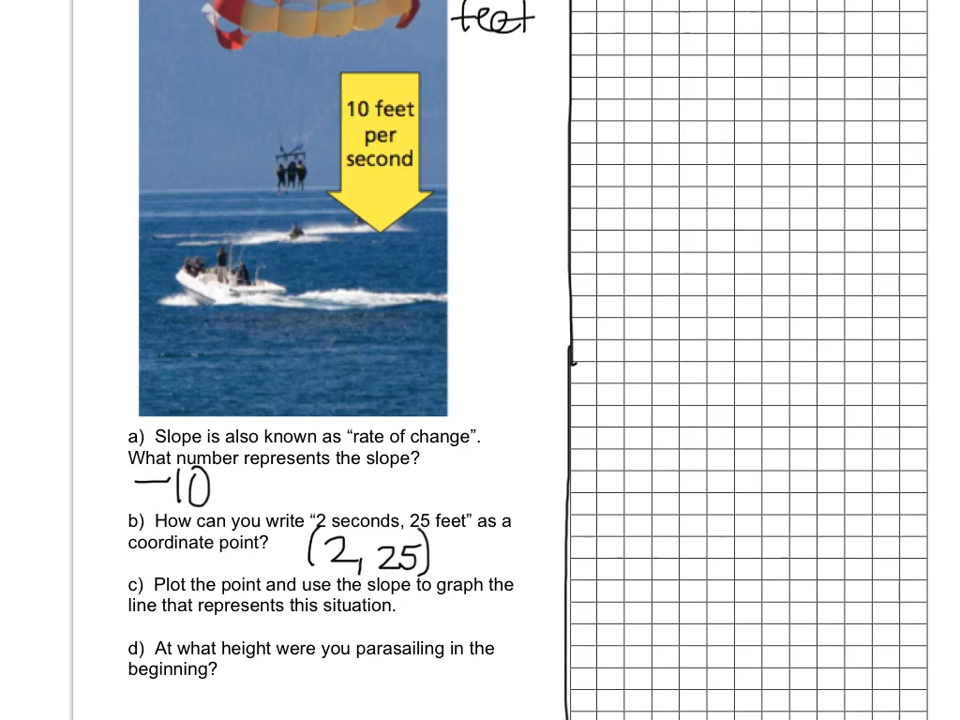 feet
10 feet
per
second
a) Slope is also known as “rate of change”.
What number represents the slope?
-10
b) How can you write “2 seconds, 25 feet” as a
coordinate point?
(2, 25)
c) Plot the point and use the slope to graph the
line that represents this situation.
d) At what height were you parasailing in the
beginning?